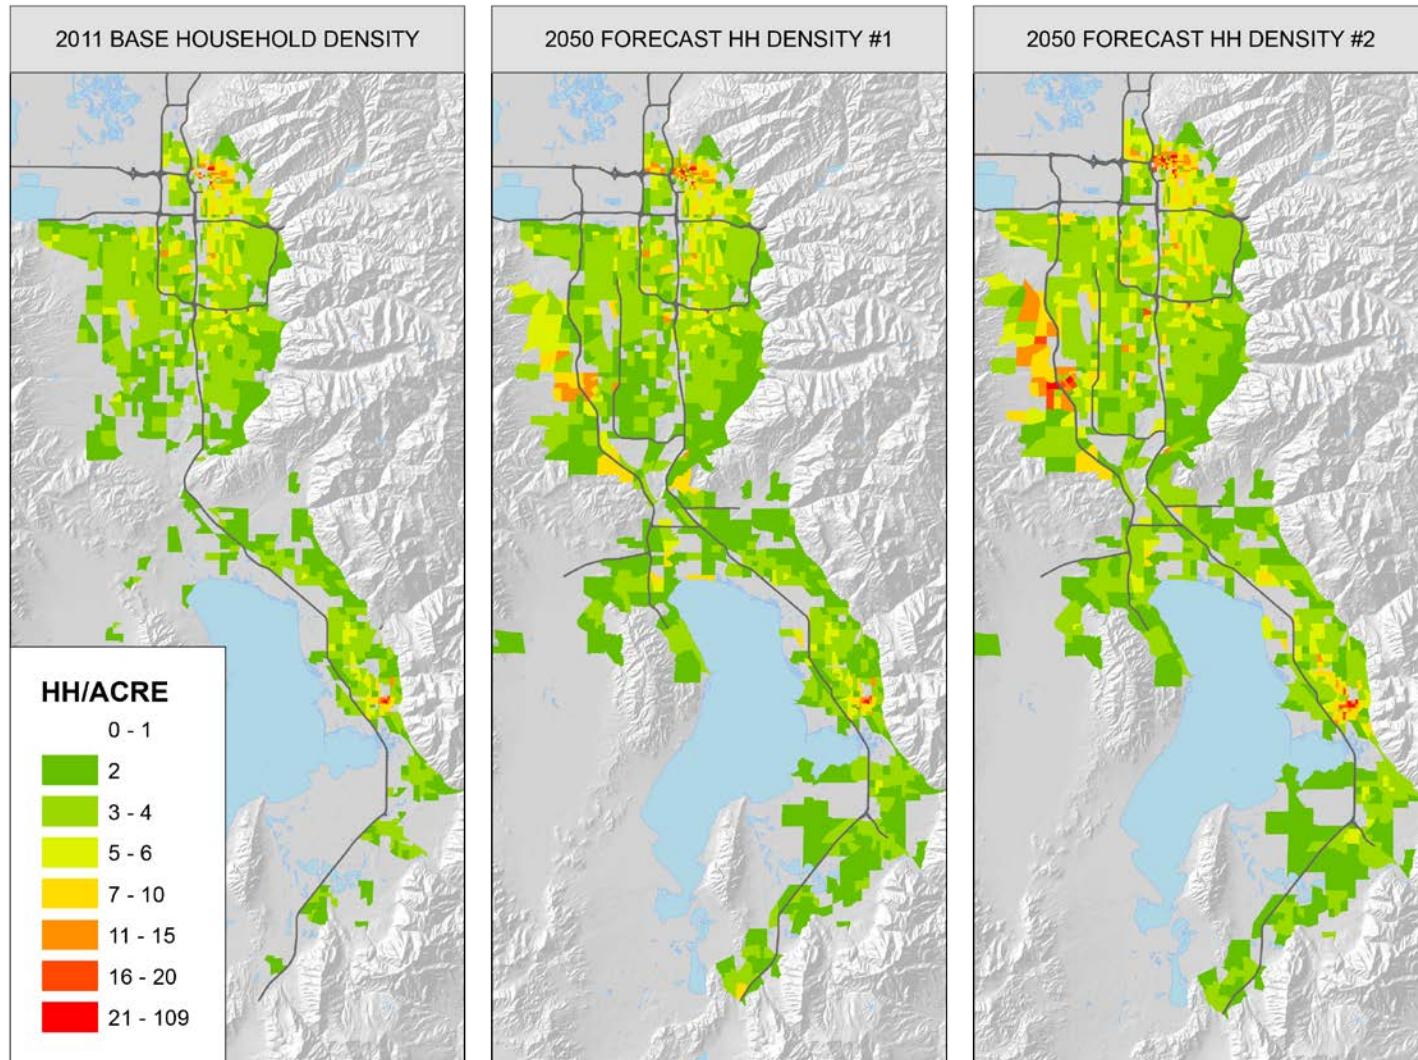 2011 BASE HOUSEHOLD DENSITY
2050 FORECAST HH DENSITY #1
2050 FORECAST HH DENSITY #2
HH/ACRE
0 - 1
2
3 - 4
5 - 6
7 - 10
11 - 15
16 - 20
21 - 109